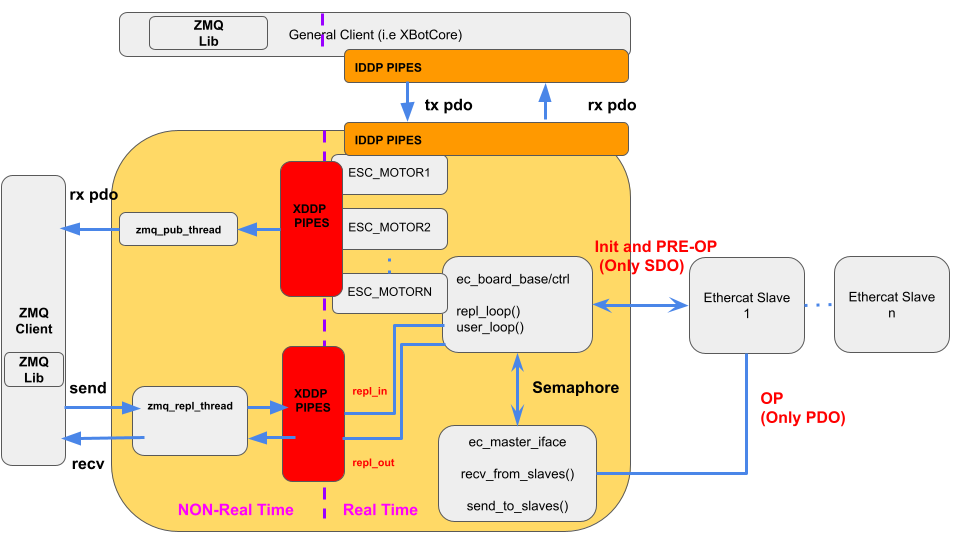 ZMQ
Lib
General Client (i.e XBotCore)
IDDP PIPES
tx pdo
rx pdo
IDDP PIPES
ESC_MOTOR1
rx pdo
XDDP
PIPES
zmq_pub_thread
ESC_MOTOR2
Init and PRE-OP
(Only SDO)
ec_board_base/ctrl
ESC_MOTORN
repl_loop()
user_loop()
Ethercat Slave
1
Ethercat Slave
n
ZMQ
Client
ZMQ
Lib
send
zmq_repl_thread
XDDP
PIPES
repl_in
Semaphore
OP
(Only PDO)
ec_master_iface
recv
repl_out
recv_from_slaves()
send_to_slaves()
NON-Real Time
Real Time